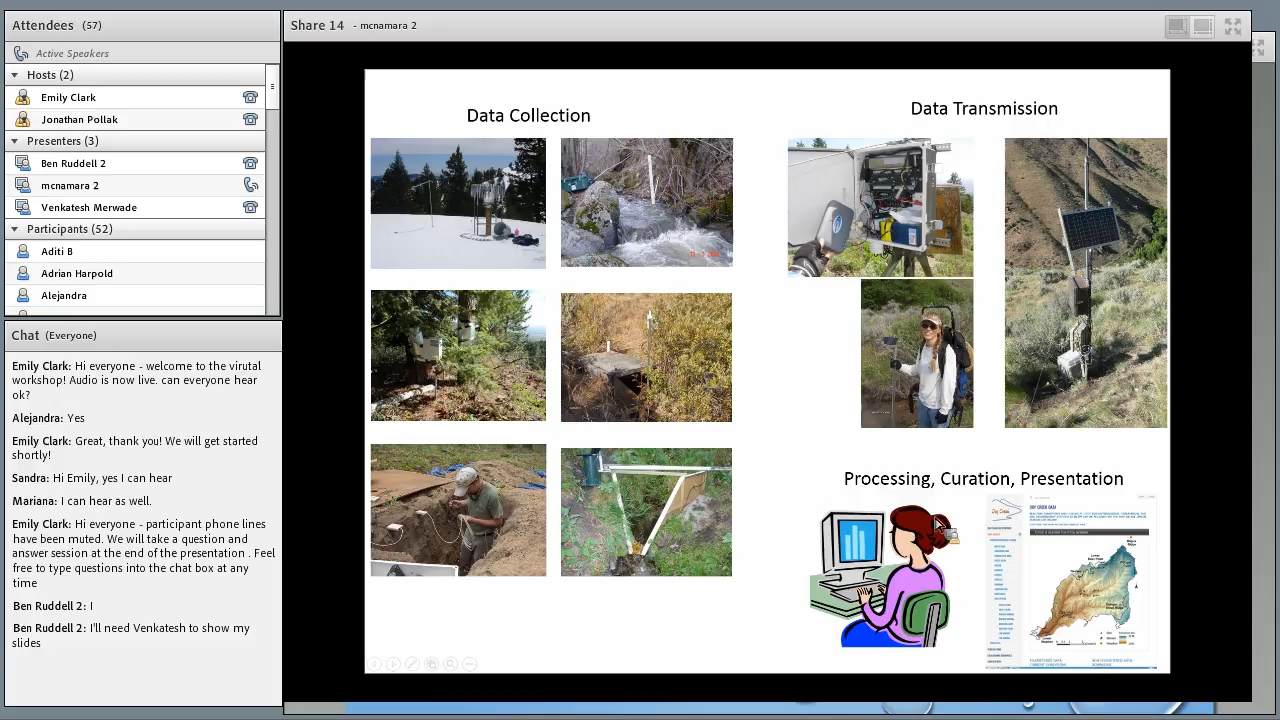 Attendees (57)
Active Speakers
Hosts (2)
Emily Clark
Jonathan Pollak
Presenters (3)
Ben Ruddell 2
mcnamara 2
Venkatesh Merwade
Participants (52)
Aditi B
Adrian Harpold
Alejandra
Chat (Everyone)
Emily Clark: Hi everyone - welcome to the virutal
workshop! Audio is now live. can everyone hear
ok?
Alejandra: Yes
Emily Clark: Great, thank you! We will get started
shortly!
Sandra: Hi Emily, yes I can hear
Mariana: I can hear as well.
Emily Clark: Hi everyone - participant phone lines
have been muted. We will take a question and
answer session at the end of the presentation . Feel
free to type questions into the chat box at any
time
Ben Ruddell 2: I
Ben Ruddell 2: I'll let Venkatesh run with my
slides
Share 14 - mcnamara 2
Data Collection
Data Transmission
Processing, Curation, Presentation
DRY CREEK DATA